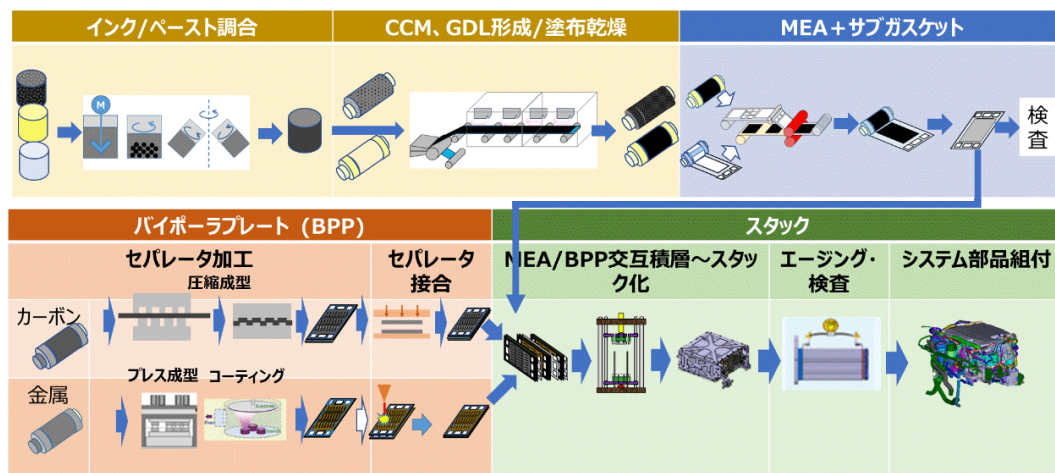 インク/ペースト調合
CCM、GDL形成/塗布乾燥
MEA＋サブガスケット
M
検
査
バイポーラプレート (BPP)
スタック
セパレータ加工
圧縮成型
セパレータ
接合
MEA/BPP交互積層～スタッ
ク化
エージング・
検査
システム部品組付
カーボン
プレス成型
コーティング
金属